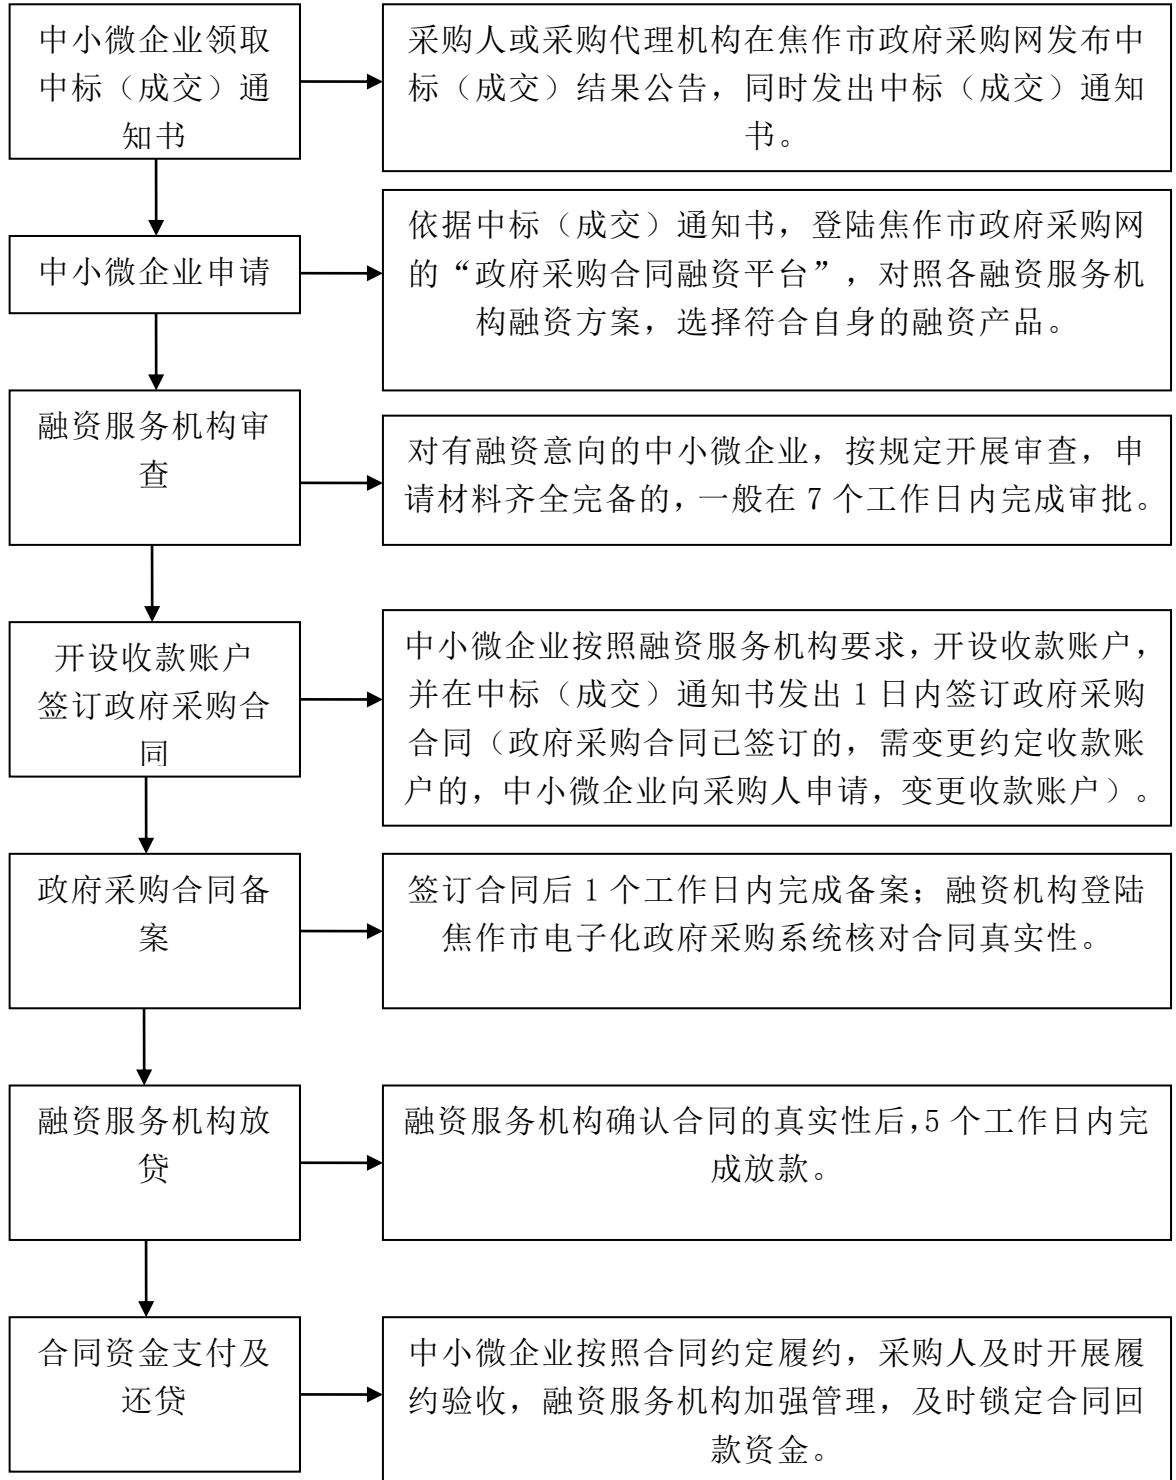 中小微企业领取
中标（成交）通
知书
采购人或采购代理机构在焦作市政府采购网发布中
标（成交）结果公告，同时发出中标（成交）通知
书。
中小微企业申请
依据中标（成交）通知书，登陆焦作市政府采购网
的“政府采购合同融资平台”，对照各融资服务机
构融资方案，选择符合自身的融资产品。
融资服务机构审
查
对有融资意向的中小微企业，按规定开展审查，申
请材料齐全完备的，一般在 7 个工作日内完成审批。
开设收款账户
签订政府采购合
同
中小微企业按照融资服务机构要求，开设收款账户，
并在中标（成交）通知书发出 1 日内签订政府采购
合同（政府采购合同已签订的，需变更约定收款账
户的，中小微企业向采购人申请，变更收款账户）。
政府采购合同备
案
签订合同后 1 个工作日内完成备案；融资机构登陆
焦作市电子化政府采购系统核对合同真实性。
融资服务机构放
贷
融资服务机构确认合同的真实性后，5 个工作日内完
成放款。
合同资金支付及
还贷
中小微企业按照合同约定履约，采购人及时开展履
约验收，融资服务机构加强管理，及时锁定合同回
款资金。